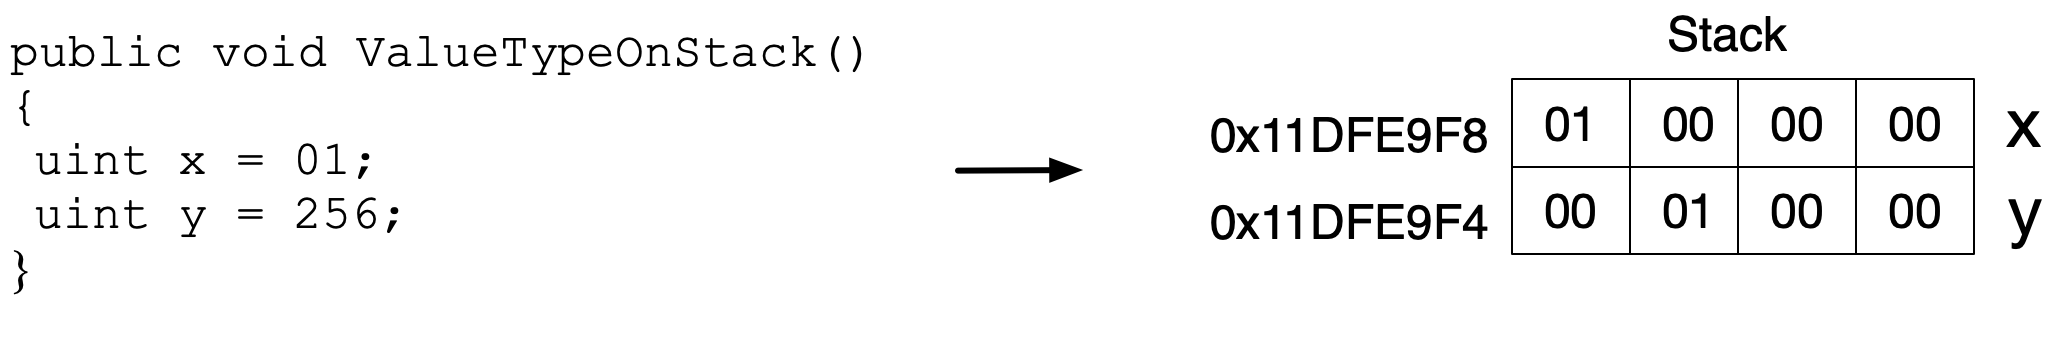 public void ValueTypeOnStack()
{
uint x = 01;
uint y = 256;
}
Stack
0x11DFE9F8 01 00 00 00 x
0x11DFE9F4 00 01 00 00 y